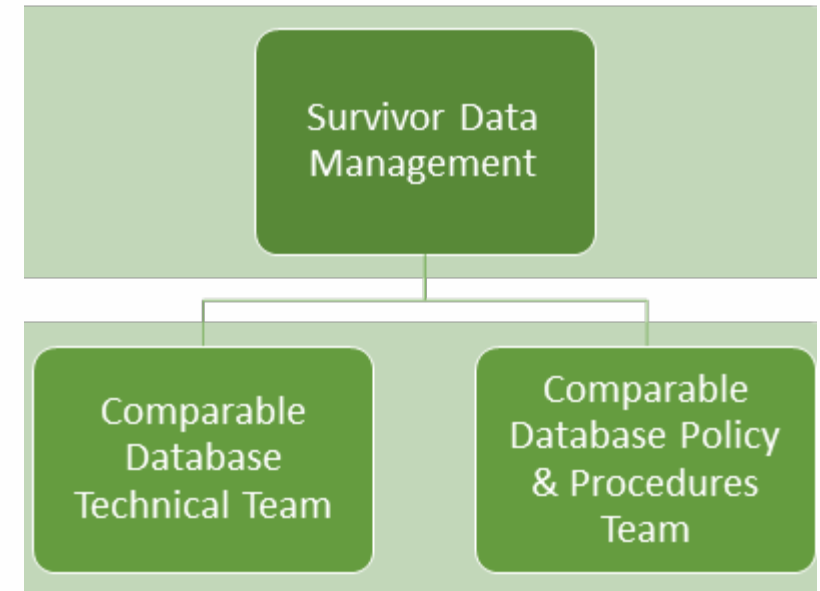 Survivor Data
Management
Comparable
Database
Technical Team
Comparable
Database Policy
& Procedures
Team